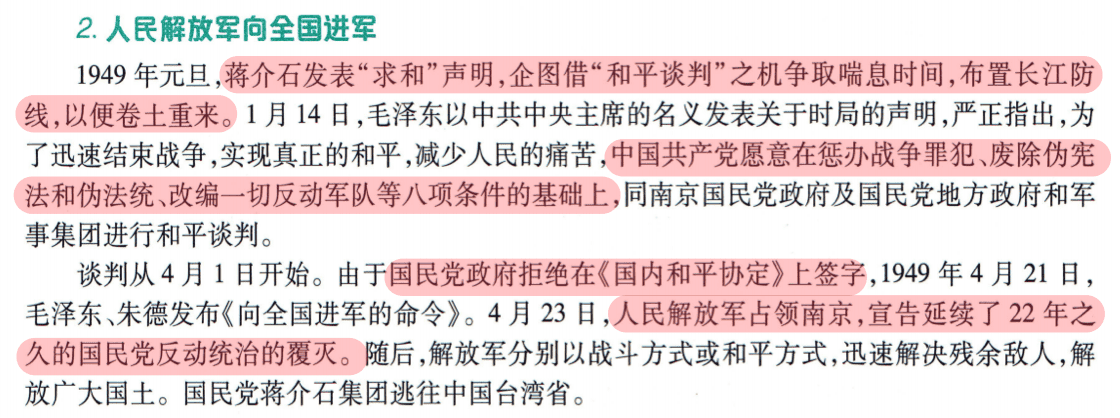 2. 人民解放军向全国进军
1949 年元旦,蒋介石发表“求和”声明,企图借“和平谈判”之机争取喘息时间,布置长江防
线,以便卷土重来。1 月 14 日,毛泽东以中共中央主席的名义发表关于时局的声明,严正指出,为
了迅速结束战争,实现真正的和平,减少人民的痛苦,中国共产党愿意在惩办战争罪犯、废除伪宪
法和伪法统、改编一切反动军队等八项条件的基础上,同南京国民党政府及国民党地方政府和军
事集团进行和平谈判。
谈判从 4 月 1 日开始。由于国民党政府拒绝在《国内和平协定》上签字,1949 年 4 月 21 日,
毛泽东、朱德发布《向全国进军的命令》。4 月 23 日,人民解放军占领南京,宣告延续了 22 年之
久的国民党反动统治的覆灭。随后,解放军分别以战斗方式或和平方式,迅速解决残余敌人,解
放广大国土。国民党蒋介石集团逃往中国台湾省。